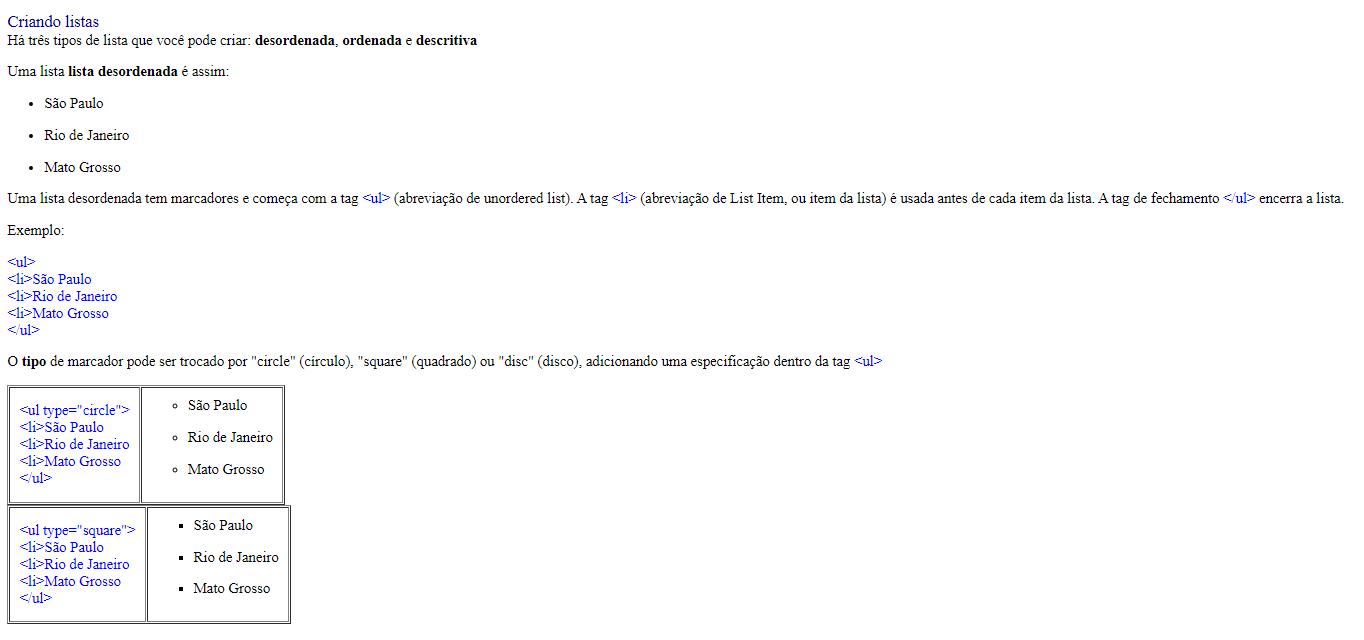 Criando listas
Há três tipos de lista que você pode criar: desordenada, ordenada e descritiva
Uma lista lista desordenada é assim:
• São Paulo
• Rio de Janeiro
• Mato Grosso
Uma lista desordenada tem marcadores e começa com a tag <ul> (abreviação de unordered list). A tag <li> (abreviação de List Item, ou item da lista) é usada antes de cada item da lista. A tag de fechamento </ul> encerra a lista.
Exemplo:
<ul>
<li>São Paulo
<li>Rio de Janeiro
<li>Mato Grosso
</ul>
O tipo de marcador pode ser trocado por "circle" (círculo), "square" (quadrado) ou "disc" (disco), adicionando uma especificação dentro da tag <ul>
<ul type="circle">
<li>São Paulo
<li>Rio de Janeiro
<li>Mato Grosso
</ul>
◦ São Paulo
◦ Rio de Janeiro
◦ Mato Grosso
<ul type="square">
<li>São Paulo
<li>Rio de Janeiro
<li>Mato Grosso
</ul>
▪ São Paulo
▪ Rio de Janeiro
▪ Mato Grosso